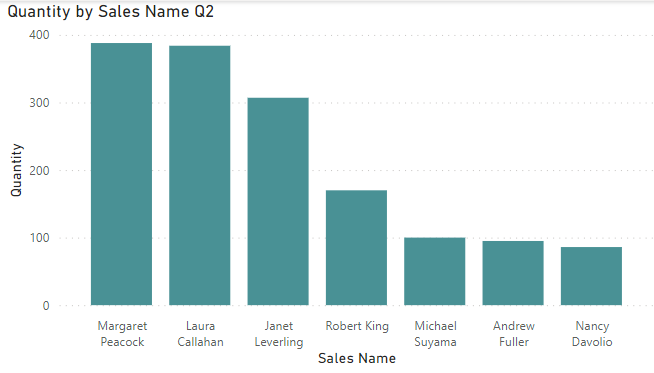 Quantity by Sales Name Q2
400
300
200
100
0
Quantity
Margaret
Peacock
Laura
Callahan
Janet
Leverling
Robert King
Michael
Suyama
Andrew
Fuller
Nancy
Davolio
Sales Name